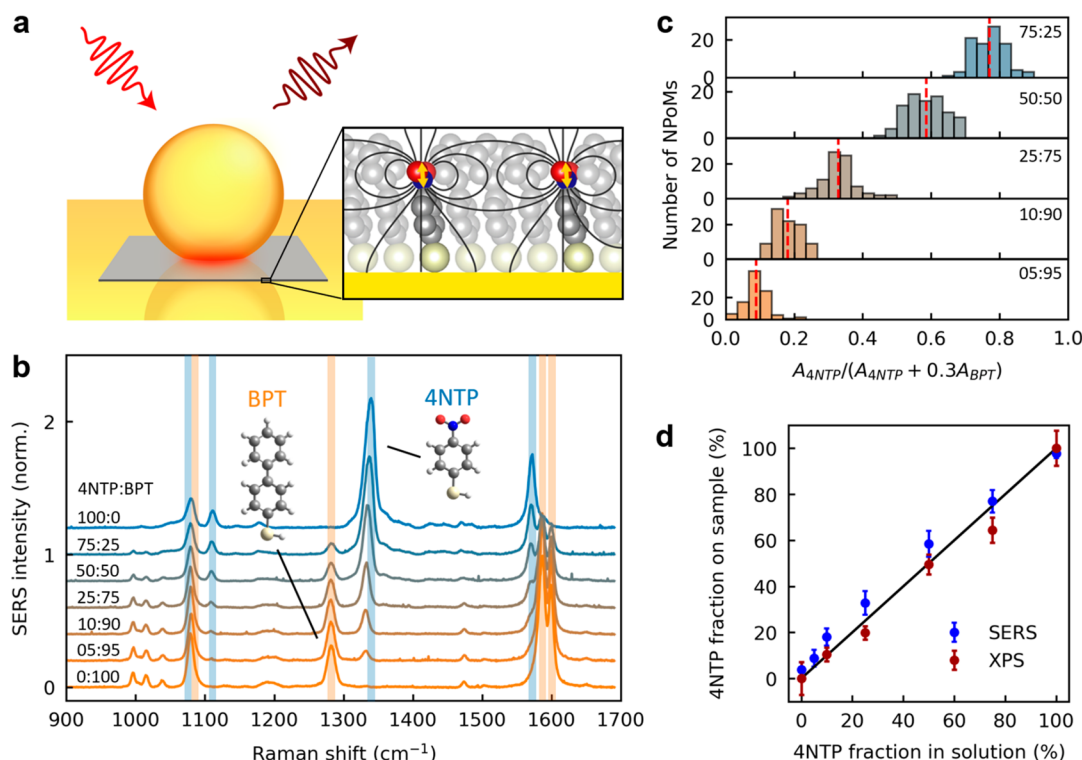 a
b
SERS intensity (norm.)
2
1
0
4NTP:BPT
100:0
75:25
50:50
25:75
10:90
05:95
0:100
BPT
4NTP
900 1000 1100 1200 1300 1400 1500 1600 1700
Raman shift (cm⁻¹)
c
Number of NPoMs
20
0
75:25
20
0
50:50
20
0
25:75
20
0
10:90
20
0
05:95
0.0 0.2 0.4 0.6 0.8 1.0
A4NTP/(A4NTP + 0.3ABPT)
d
4NTP fraction on sample (%)
100
80
60
40
20
0
SERS
XPS
0 20 40 60 80 100
4NTP fraction in solution (%)